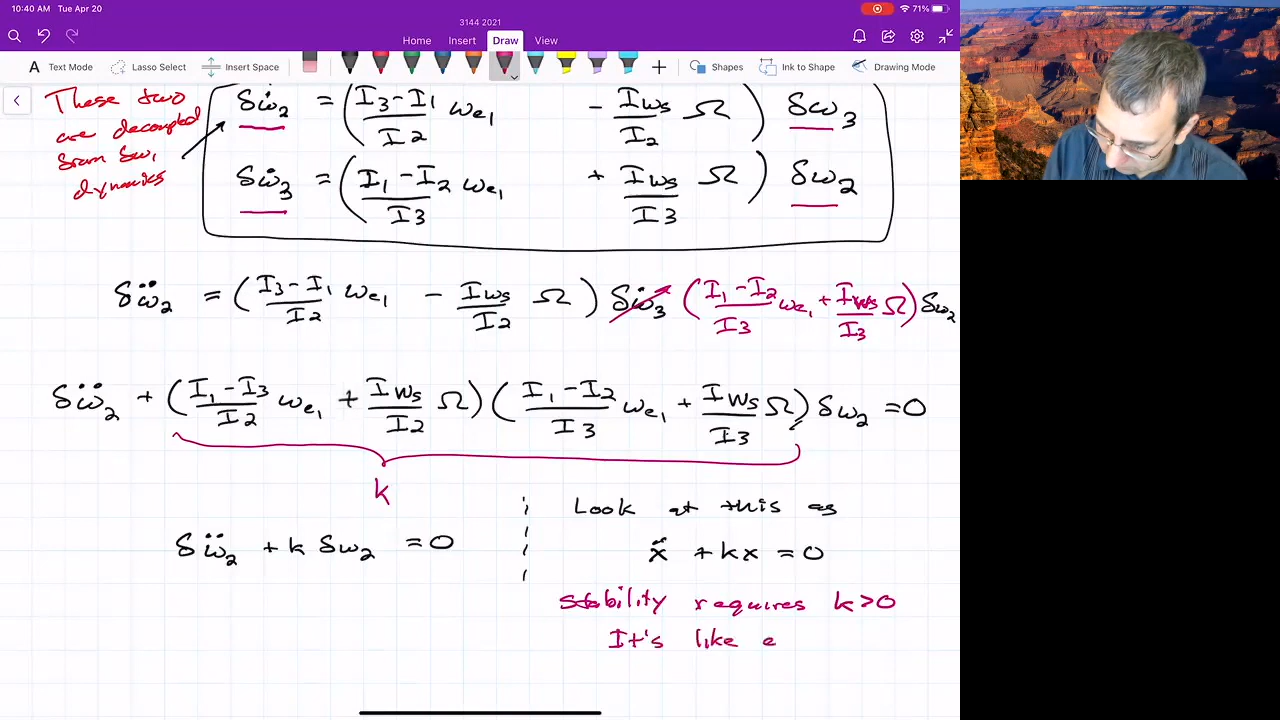 10:40 AM Tue Apr 20
71%
3144 2021
Home Insert Draw View
A Text Mode Lasso Select Insert Space Shapes Ink to Shape Drawing Mode
These two
are decoupled
from δω₁
dynamics
δω̇₂ = (I₃-I₁/I₂ ωe₁ - Iws/I₂ Ω) δω₃
δω̇₃ = (I₁-I₂/I₃ ωe₁ + Iws/I₃ Ω) δω₂
δω̈₂ = (I₃-I₁/I₂ ωe₁ - Iws/I₂ Ω) δω̇₃ (I₁-I₂/I₃ ωe₁ + Iws/I₃ Ω) δω₂
δω̈₂ + (I₁-I₃/I₂ ωe₁ + Iws/I₂ Ω)(I₁-I₂/I₃ ωe₁ + Iws/I₃ Ω) δω₂ = 0
k
δω̈₂ + k δω₂ = 0
Look at this as
ẍ + kx = 0
Stability requires k>0
It's like a